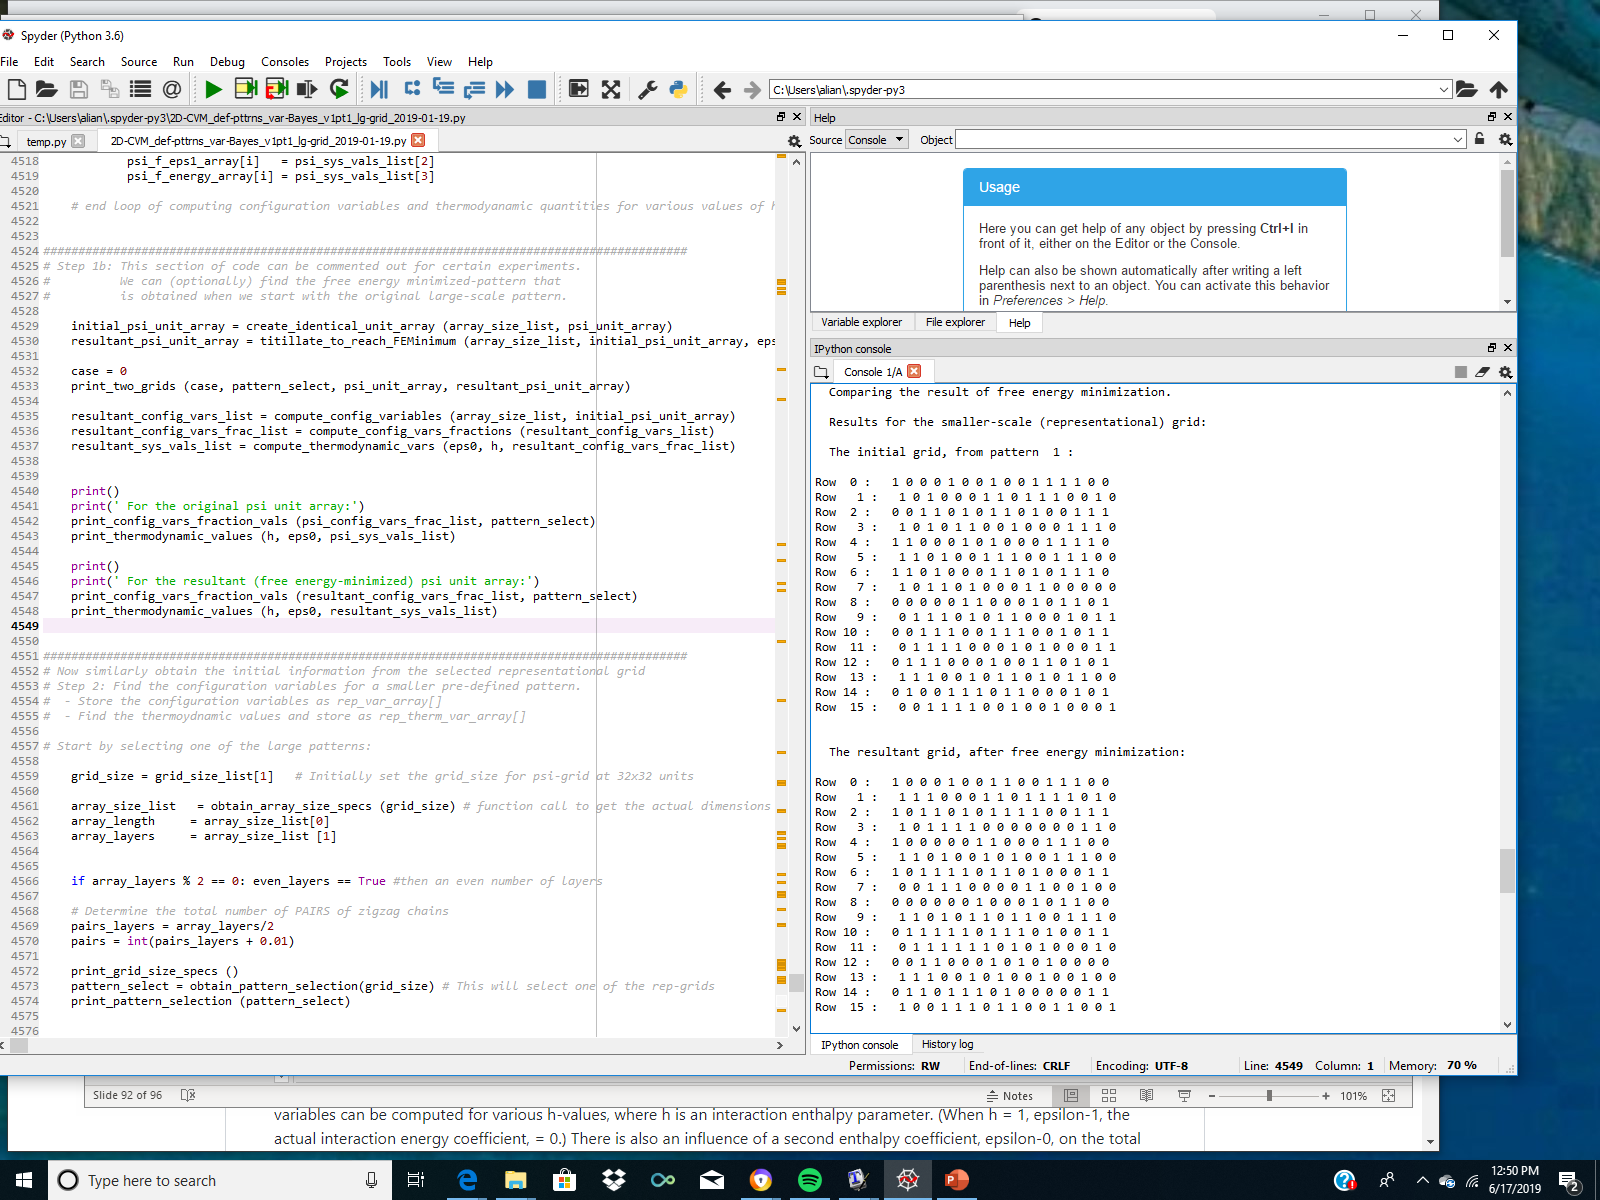 Spyder (Python 3.6)
File Edit Search Source Run Debug Consoles Projects Tools View Help
C:\Users\alian\.spyder-py3
Editor - C:\Users\alian\.spyder-py3\2D-CVM_def-pttrns_var-Bayes_v1pt1_lg-grid_2019-01-19.py
temp.py 2D-CVM_def-pttrns_var-Bayes_v1pt1_lg-grid_2019-01-19.py
4518 psi_f_eps1_array[i] = psi_sys_vals_list[2]
4519 psi_f_energy_array[i] = psi_sys_vals_list[3]
4520
4521 # end loop of computing configuration variables and thermodyanamic quantities for various values of h
4522
4523
4524 ############################################################################################
4525 # Step 1b: This section of code can be commented out for certain experiments.
4526 # We can (optionally) find the free energy minimized-pattern that
4527 # is obtained when we start with the original large-scale pattern.
4528
4529 initial_psi_unit_array = create_identical_unit_array (array_size_list, psi_unit_array)
4530 resultant_psi_unit_array = titillate_to_reach_FEMinimum (array_size_list, initial_psi_unit_array, eps
4531
4532 case = 0
4533 print_two_grids (case, pattern_select, psi_unit_array, resultant_psi_unit_array)
4534
4535 resultant_config_vars_list = compute_config_variables (array_size_list, initial_psi_unit_array)
4536 resultant_config_vars_frac_list = compute_config_vars_fractions (resultant_config_vars_list)
4537 resultant_sys_vals_list = compute_thermodynamic_vars (eps0, h, resultant_config_vars_frac_list)
4538
4539
4540 print()
4541 print(' For the original psi unit array:')
4542 print_config_vars_fraction_vals (psi_config_vars_frac_list, pattern_select)
4543 print_thermodynamic_values (h, eps0, psi_sys_vals_list)
4544
4545 print()
4546 print(' For the resultant (free energy-minimized) psi unit array:')
4547 print_config_vars_fraction_vals (resultant_config_vars_frac_list, pattern_select)
4548 print_thermodynamic_values (h, eps0, resultant_sys_vals_list)
4549
4550
4551 ############################################################################################
4552 # Now similarly obtain the initial information from the selected representational grid
4553 # Step 2: Find the configuration variables for a smaller pre-defined pattern.
4554 # - Store the configuration variables as rep_var_array[]
4555 # - Find the thermoydnamic values and store as rep_therm_var_array[]
4556
4557 # Start by selecting one of the large patterns:
4558
4559 grid_size = grid_size_list[1] # Initially set the grid_size for psi-grid at 32x32 units
4560
4561 array_size_list = obtain_array_size_specs (grid_size) # function call to get the actual dimensions
4562 array_length = array_size_list[0]
4563 array_layers = array_size_list [1]
4564
4565
4566 if array_layers % 2 == 0: even_layers == True #then an even number of layers
4567
4568 # Determine the total number of PAIRS of zigzag chains
4569 pairs_layers = array_layers/2
4570 pairs = int(pairs_layers + 0.01)
4571
4572 print_grid_size_specs ()
4573 pattern_select = obtain_pattern_selection(grid_size) # This will select one of the rep-grids
4574 print_pattern_selection (pattern_select)
4575
4576
Help
Source Console Object
Usage
Here you can get help of any object by pressing Ctrl+I in
front of it, either on the Editor or the Console.
Help can also be shown automatically after writing a left
parenthesis next to an object. You can activate this behavior
in Preferences > Help.
Variable explorer File explorer Help
IPython console
Console 1/A
Comparing the result of free energy minimization.
Results for the smaller-scale (representational) grid:
The initial grid, from pattern 1 :
Row 0 : 1 0 0 0 1 0 0 1 0 0 1 1 1 1 0 0
Row 1 : 1 0 1 0 0 0 1 1 0 1 1 1 0 0 1 0
Row 2 : 0 0 1 1 0 1 0 1 1 0 1 0 0 1 1 1
Row 3 : 1 0 1 0 1 1 0 0 1 0 0 0 1 1 1 0
Row 4 : 1 1 0 0 0 1 0 1 0 0 0 1 1 1 1 0
Row 5 : 1 1 0 1 0 0 1 1 1 0 0 1 1 1 0 0
Row 6 : 1 1 0 1 0 0 0 1 1 0 1 0 1 1 1 0
Row 7 : 1 0 1 1 0 1 0 0 0 1 1 0 0 0 0 0
Row 8 : 0 0 0 0 0 1 1 0 0 0 1 0 1 1 0 1
Row 9 : 0 1 1 1 0 1 0 1 1 0 0 0 1 0 1 1
Row 10 : 0 0 1 1 1 0 0 0 1 1 1 0 1 0 1 1
Row 11 : 0 1 1 1 1 0 0 0 1 0 1 0 0 0 1 1
Row 12 : 0 1 1 1 0 0 0 1 0 0 1 1 0 1 0 1
Row 13 : 1 1 1 0 0 1 0 1 1 0 1 0 1 1 0 0
Row 14 : 0 1 0 0 1 1 1 0 1 1 0 0 0 1 0 1
Row 15 : 0 0 1 1 1 1 0 0 1 0 0 1 0 0 0 1
The resultant grid, after free energy minimization:
Row 0 : 1 0 0 0 1 0 0 1 1 0 0 1 1 1 0 0
Row 1 : 1 1 1 0 0 0 1 1 0 1 1 1 1 0 1 0
Row 2 : 1 0 1 1 0 1 0 1 1 1 1 0 0 1 1 1
Row 3 : 1 0 1 1 1 1 0 0 0 0 0 0 0 1 1 0
Row 4 : 1 0 0 0 0 0 1 1 0 0 0 1 1 1 0 0
Row 5 : 1 1 0 1 0 0 1 0 1 0 0 1 1 1 0 0
Row 6 : 1 0 1 1 1 0 1 1 0 1 0 0 0 1 1
Row 7 : 0 0 1 1 1 0 0 0 0 1 1 0 0 1 0 0
Row 8 : 0 0 0 0 0 0 1 0 0 0 1 0 1 1 0 0
Row 9 : 1 1 0 1 0 1 1 0 1 1 0 0 1 1 1 0
Row 10 : 0 1 1 1 1 1 0 1 1 1 0 1 0 0 1 1
Row 11 : 0 1 1 1 1 1 1 0 1 0 1 0 0 0 1 0
Row 12 : 0 0 1 1 0 0 0 1 0 1 0 1 0 0 0 0
Row 13 : 1 1 1 0 0 1 0 1 0 0 1 0 0 1 0 0
Row 14 : 0 1 1 0 1 1 1 0 1 0 0 0 0 0 1 1
Row 15 : 1 0 0 1 1 1 0 1 1 0 0 1 1 0 0 1
IPython console History log
Permissions: RW End-of-lines: CRLF Encoding: UTF-8 Line: 4549 Column: 1 Memory: 70 %
Slide 92 of 96 Notes 101%
variables can be computed for various h-values, where h is an interaction enthalpy parameter. (When h = 1, epsilon-1, the
actual interaction energy coefficient, = 0.) There is also an influence of a second enthalpy coefficient, epsilon-0, on the total
Type here to search
12:50 PM
6/17/2019
2